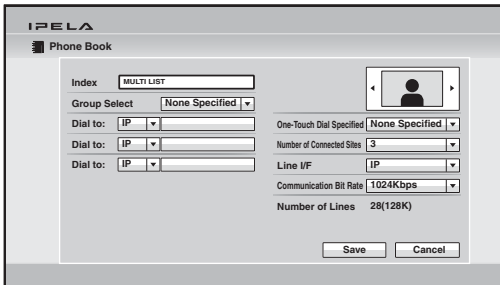 IPELA
Phone Book
Index MULTI LIST
Group Select None Specified
Dial to: IP
Dial to: IP
Dial to: IP
One-Touch Dial Specified None Specified
Number of Connected Sites 3
Line I/F IP
Communication Bit Rate 1024Kbps
Number of Lines 28(128K)
Save Cancel